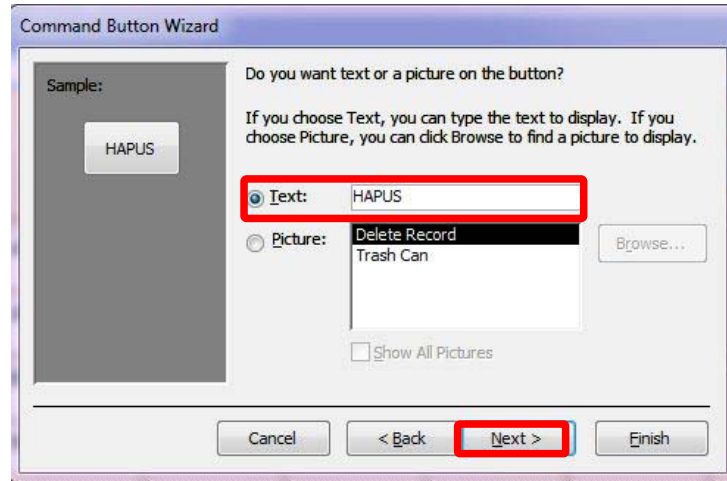 Command Button Wizard
Sample:
HAPUS
Do you want text or a picture on the button?
If you choose Text, you can type the text to display. If you
choose Picture, you can click Browse to find a picture to display.
Text: HAPUS
Picture: Delete Record
Trash Can
Browse...
Show All Pictures
Cancel < Back Next > Finish